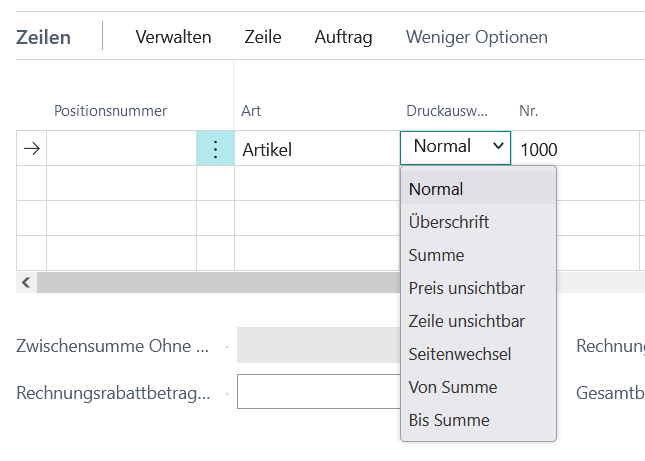 Zeilen Verwalten Zeile Auftrag Weniger Optionen
Positionsnummer Art Druckausw... Nr.
Artikel Normal 1000
Normal
Überschrift
Summe
Preis unsichtbar
Zeile unsichtbar
Seitenwechsel
Von Summe
Bis Summe
Zwischensumme Ohne ... Rechnung
Rechnungsrabattbetrag... Gesamtb